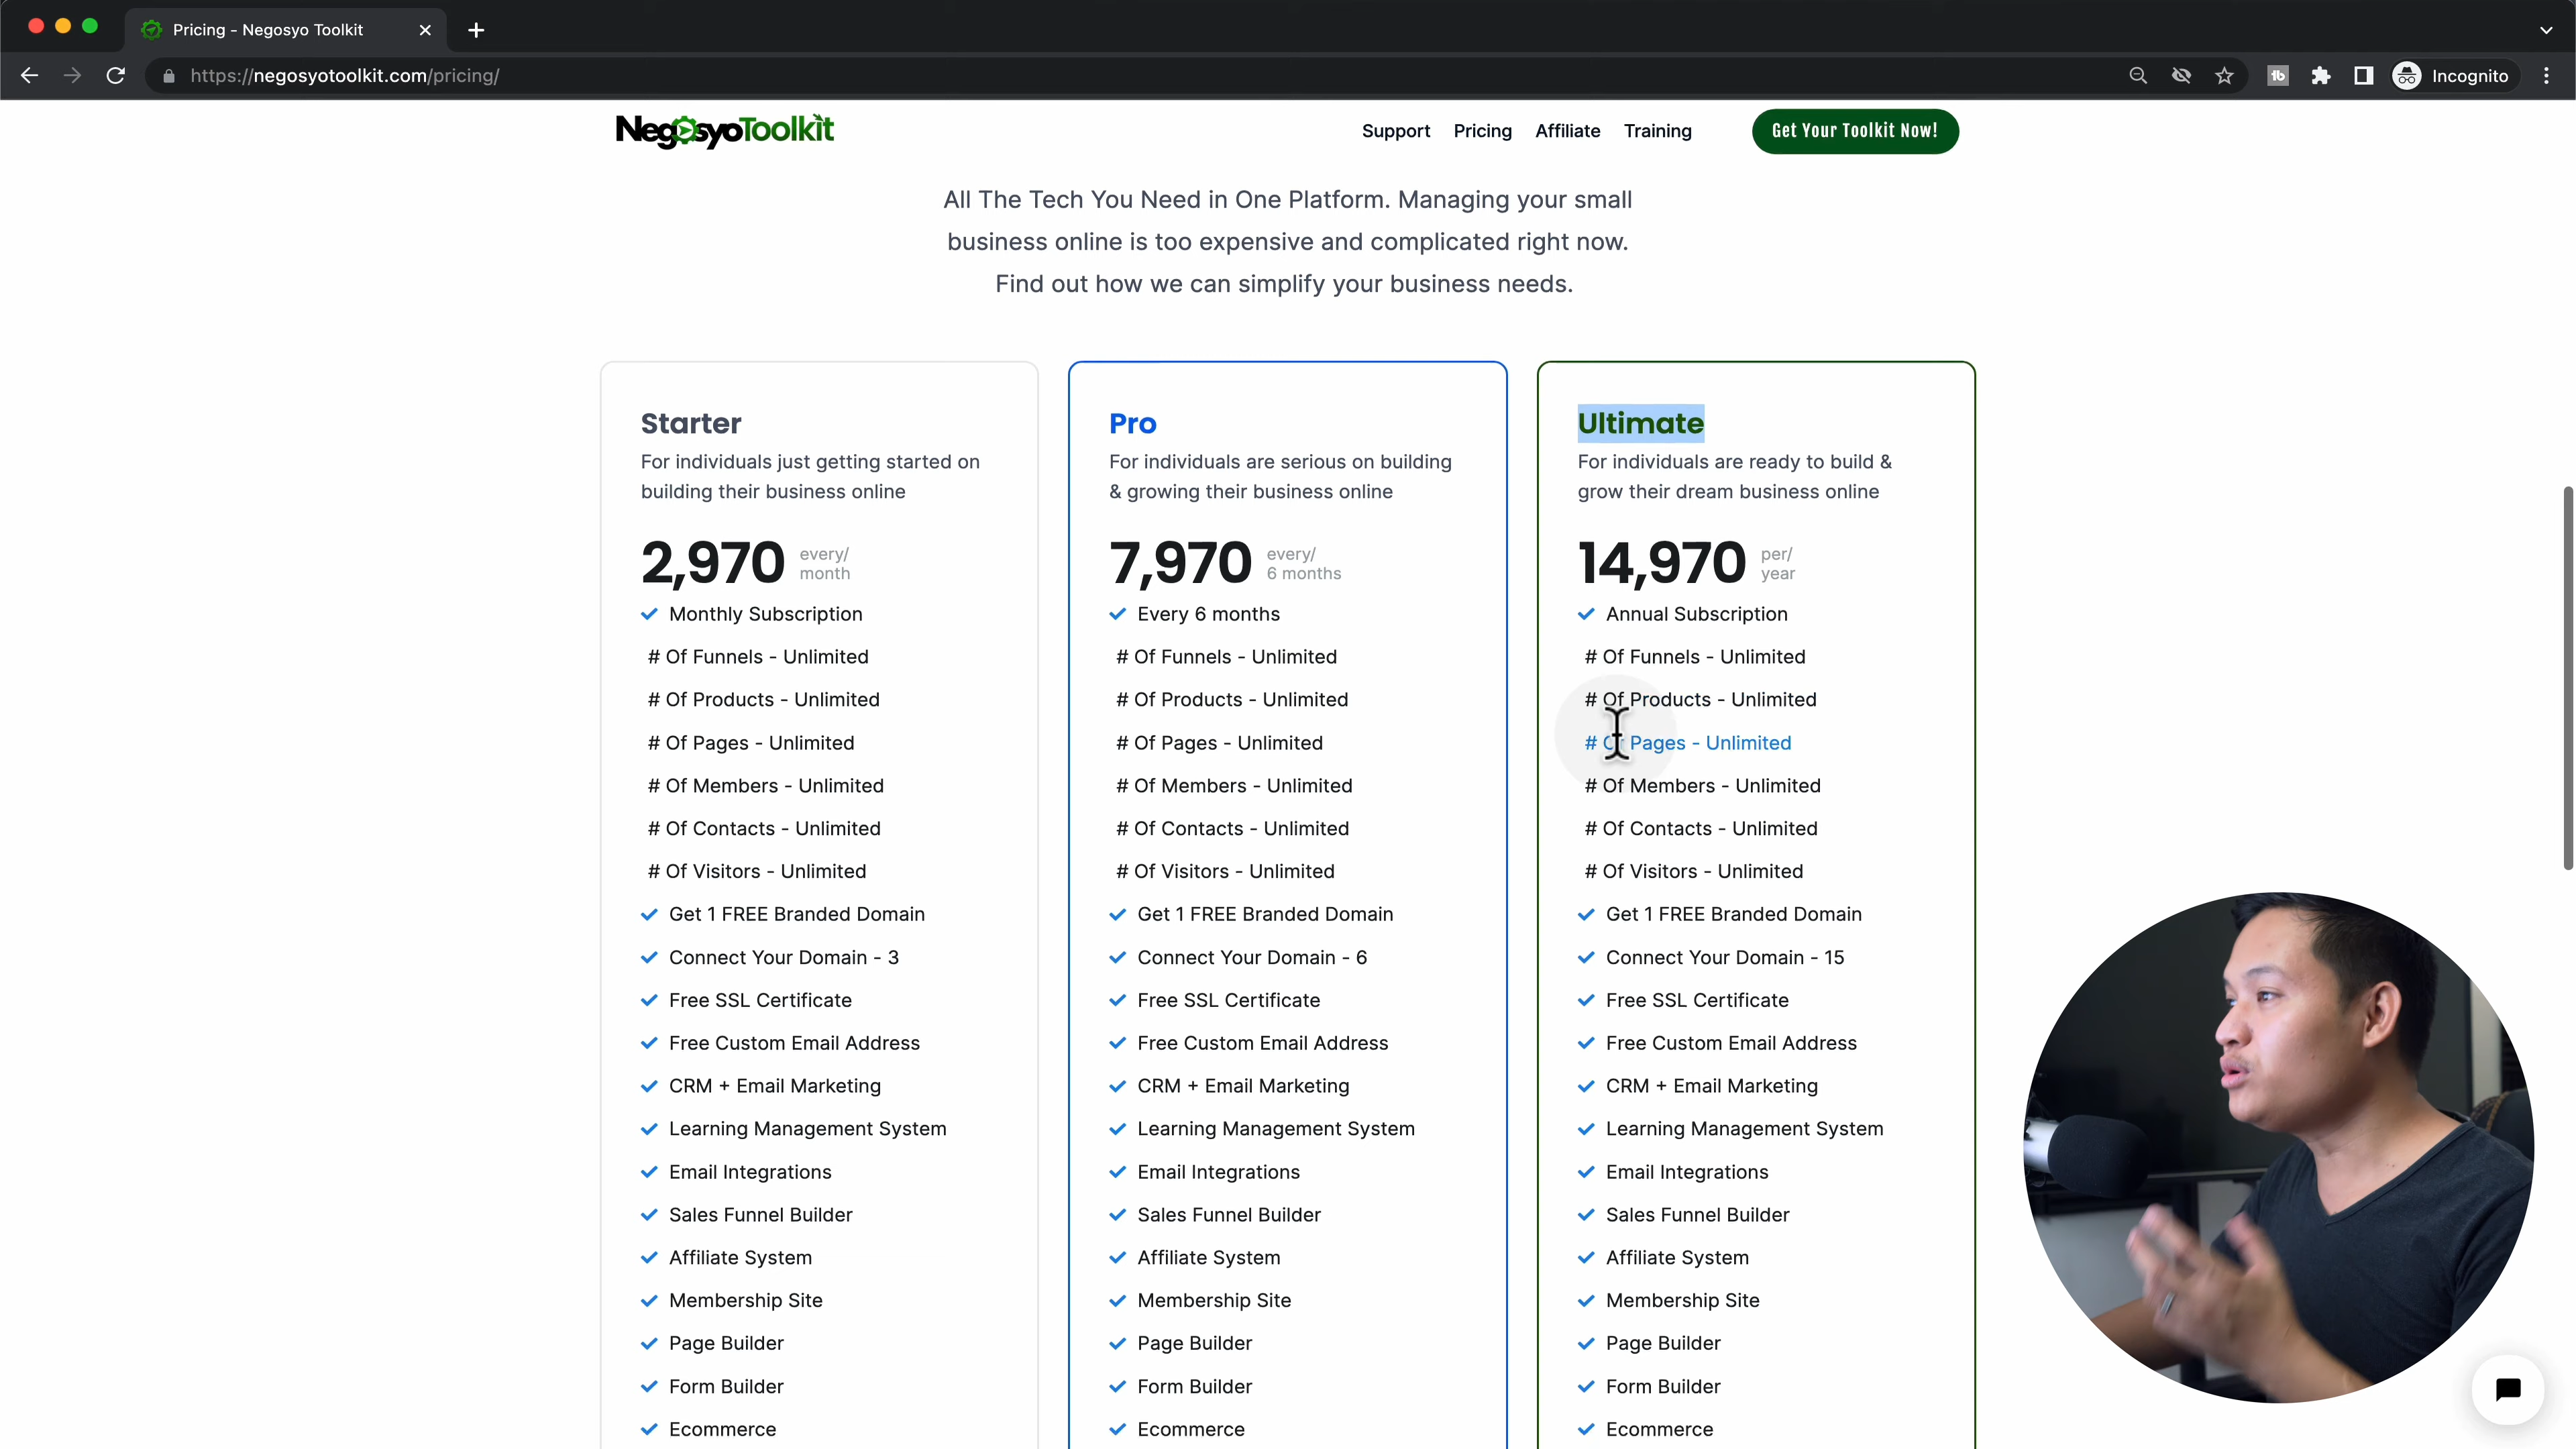 Pricing - Negosyo Toolkit
https://negosyotoolkit.com/pricing/
Incognito
NegosyoToolkit
Support Pricing Affiliate Training Get Your Toolkit Now!
All The Tech You Need in One Platform. Managing your small
business online is too expensive and complicated right now.
Find out how we can simplify your business needs.
Starter
For individuals just getting started on
building their business online
2,970 every/
month
Monthly Subscription
# Of Funnels - Unlimited
# Of Products - Unlimited
# Of Pages - Unlimited
# Of Members - Unlimited
# Of Contacts - Unlimited
# Of Visitors - Unlimited
Get 1 FREE Branded Domain
Connect Your Domain - 3
Free SSL Certificate
Free Custom Email Address
CRM + Email Marketing
Learning Management System
Email Integrations
Sales Funnel Builder
Affiliate System
Membership Site
Page Builder
Form Builder
Ecommerce
Pro
For individuals are serious on building
& growing their business online
7,970 every/
6 months
Every 6 months
# Of Funnels - Unlimited
# Of Products - Unlimited
# Of Pages - Unlimited
# Of Members - Unlimited
# Of Contacts - Unlimited
# Of Visitors - Unlimited
Get 1 FREE Branded Domain
Connect Your Domain - 6
Free SSL Certificate
Free Custom Email Address
CRM + Email Marketing
Learning Management System
Email Integrations
Sales Funnel Builder
Affiliate System
Membership Site
Page Builder
Form Builder
Ecommerce
Ultimate
For individuals are ready to build &
grow their dream business online
14,970 per/
year
Annual Subscription
# Of Funnels - Unlimited
# Of Products - Unlimited
# Of Pages - Unlimited
# Of Members - Unlimited
# Of Contacts - Unlimited
# Of Visitors - Unlimited
Get 1 FREE Branded Domain
Connect Your Domain - 15
Free SSL Certificate
Free Custom Email Address
CRM + Email Marketing
Learning Management System
Email Integrations
Sales Funnel Builder
Affiliate System
Membership Site
Page Builder
Form Builder
Ecommerce